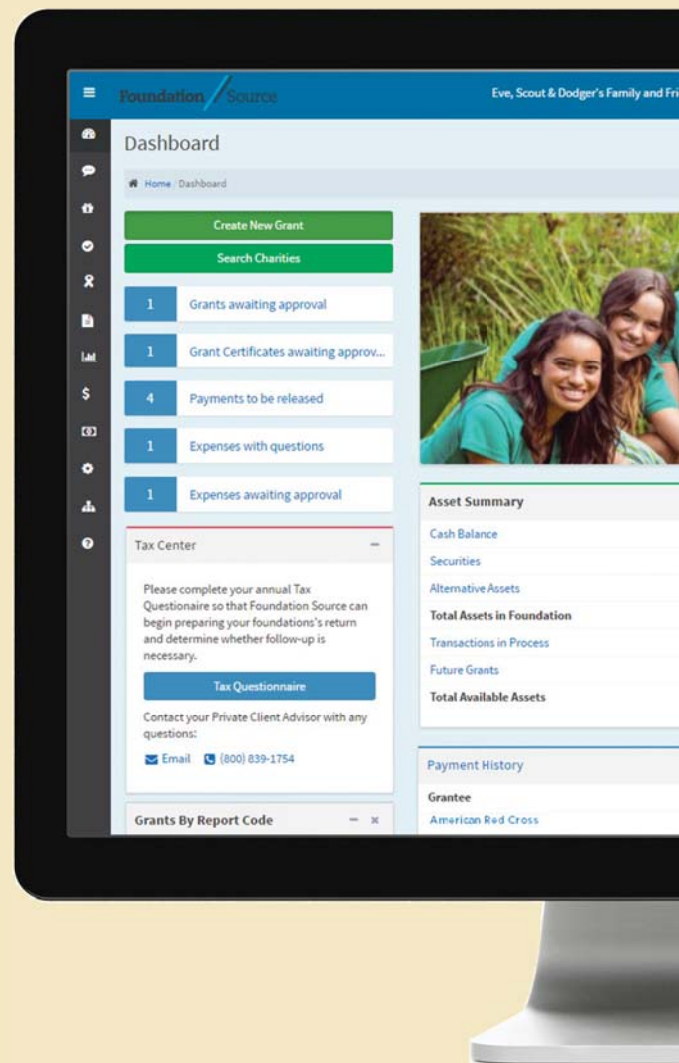 Foundation Source
Eve, Scout & Dodger's Family and Fri
Dashboard
Home / Dashboard
Create New Grant
Search Charities
1 Grants awaiting approval
1 Grant Certificates awaiting approv...
4 Payments to be released
1 Expenses with questions
1 Expenses awaiting approval
Tax Center
Please complete your annual Tax
Questionaire so that Foundation Source can
begin preparing your foundations's return
and determine whether follow-up is
necessary.
Tax Questionnaire
Contact your Private Client Advisor with any
questions:
Email (800) 839-1754
Grants By Report Code
Asset Summary
Cash Balance
Securities
Alternative Assets
Total Assets in Foundation
Transactions in Process
Future Grants
Total Available Assets
Payment History
Grantee
American Red Cross